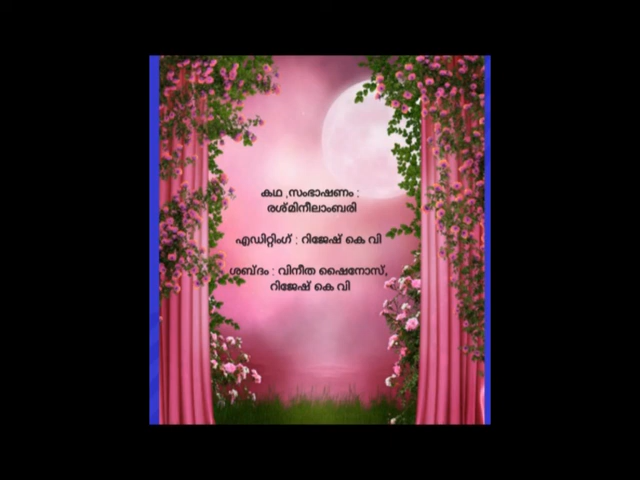 കഥ ,സംഭാഷണം :
രശ്മിനീലാംബരി
എഡിറ്റിംഗ് : റിജേഷ് കെ വി
ശബ്ദം : വിനീത ഷൈനോസ്,
റിജേഷ് കെ വി